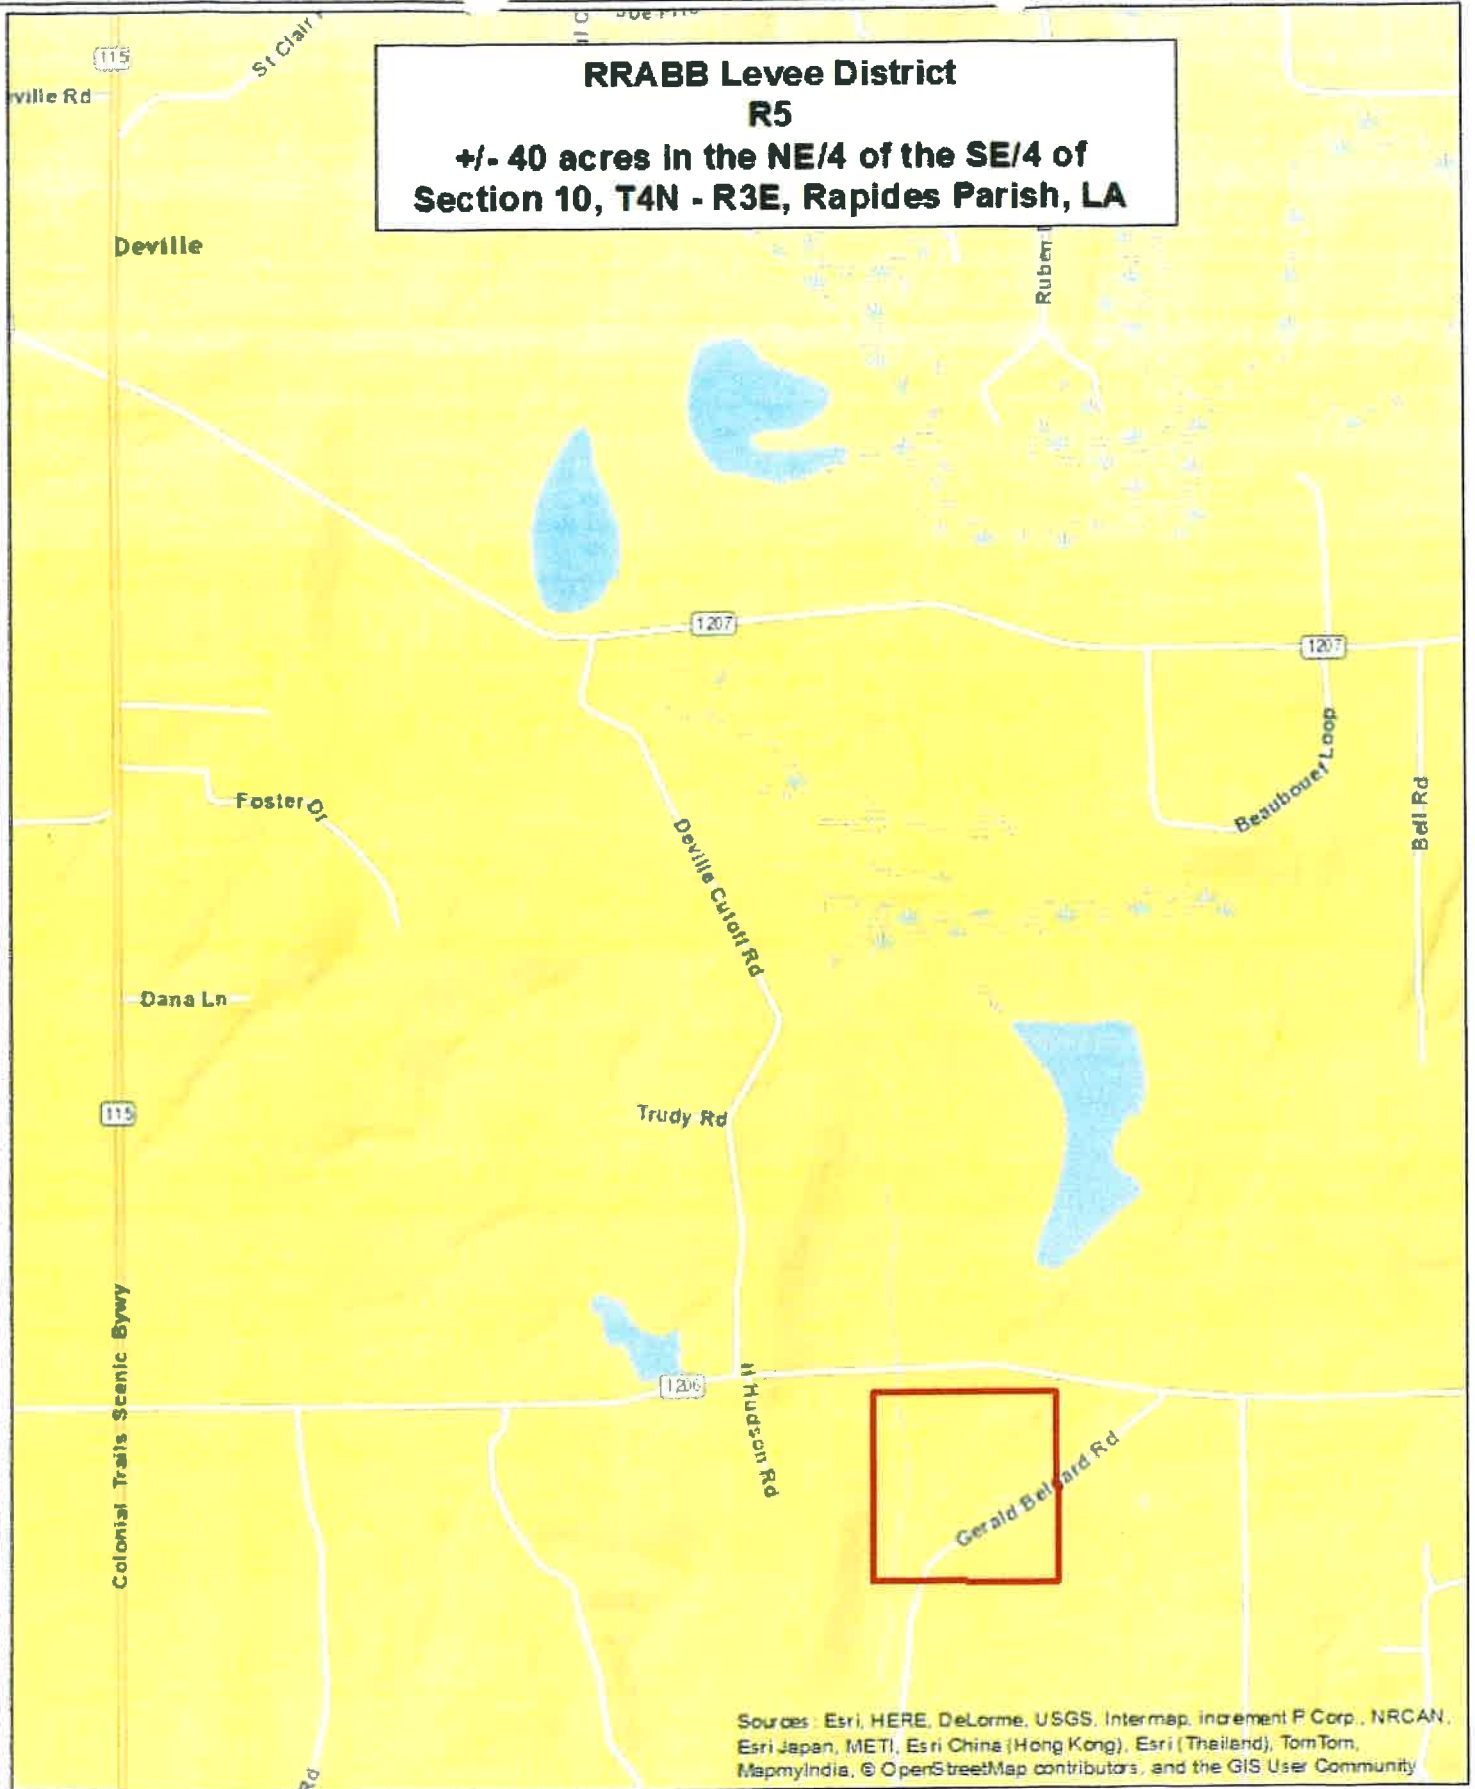 115
St Clair
ville Rd
RRABB Levee District
R5
+/- 40 acres in the NE/4 of the SE/4 of
Section 10, T4N - R3E, Rapides Parish, LA
Deville
Ruben
1207
1207
Foster Dr
Deville Cutoff Rd
Beaubouef Loop
Bell Rd
Dana Ln
115
Trudy Rd
Colonial Trails Scenic Bywy
1206
H Hudson Rd
Gerald Belgard Rd
Rd
Sources: Esri, HERE, DeLorme, USGS, Intermap, increment P Corp., NRCAN,
Esri Japan, METI, Esri China (Hong Kong), Esri (Thailand), TomTom,
MapmyIndia, © OpenStreetMap contributors, and the GIS User Community